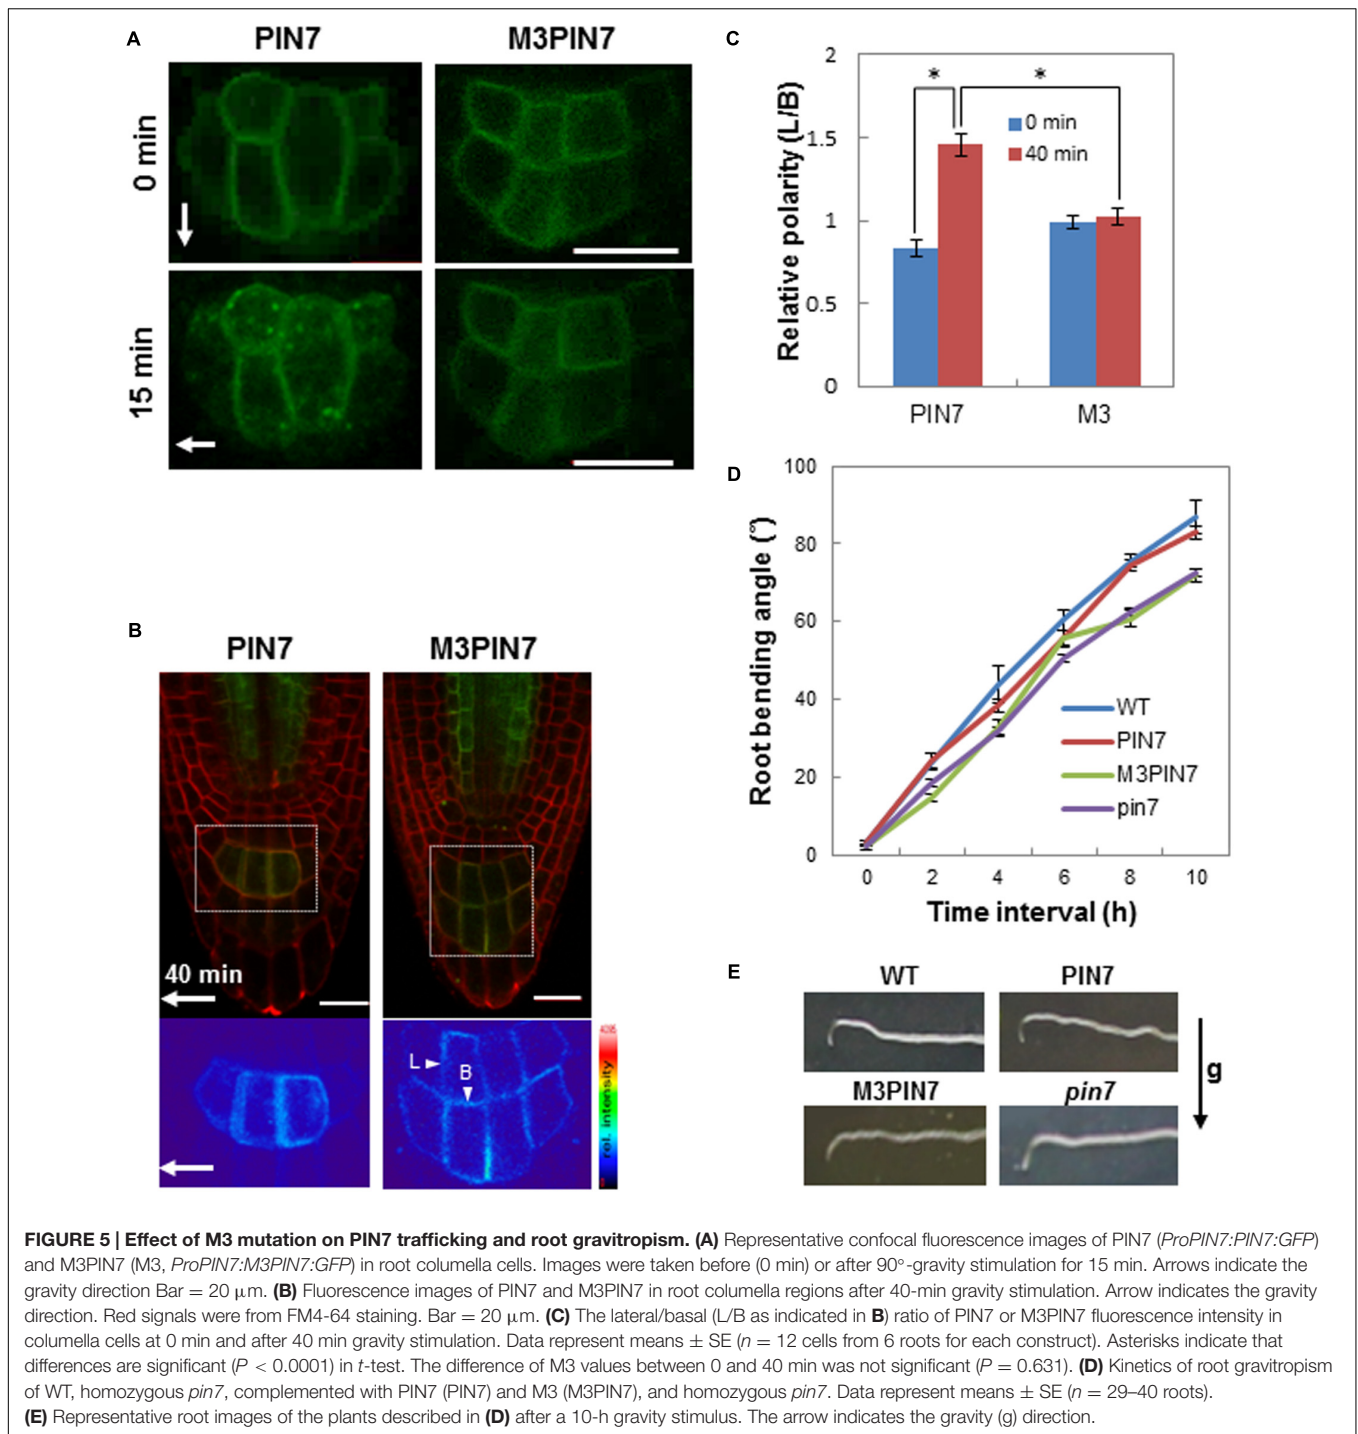 A
PIN7
M3PIN7
0 min
15 min
B
PIN7
M3PIN7
40 min
L
B
4095
rel. intensity
0
C
Relative polarity (L/B)
2
1.5
1
0.5
0
*
*
0 min
40 min
PIN7
M3
D
Root bending angle (°)
100
80
60
40
20
0
WT
PIN7
M3PIN7
pin7
0 2 4 6 8 10
Time interval (h)
E
WT
PIN7
M3PIN7
pin7
g
FIGURE 5 | Effect of M3 mutation on PIN7 trafficking and root gravitropism. (A) Representative confocal fluorescence images of PIN7 (ProPIN7:PIN7:GFP)
and M3PIN7 (M3, ProPIN7:M3PIN7:GFP) in root columella cells. Images were taken before (0 min) or after 90°-gravity stimulation for 15 min. Arrows indicate the
gravity direction Bar = 20 μm. (B) Fluorescence images of PIN7 and M3PIN7 in root columella regions after 40-min gravity stimulation. Arrow indicates the gravity
direction. Red signals were from FM4-64 staining. Bar = 20 μm. (C) The lateral/basal (L/B as indicated in B) ratio of PIN7 or M3PIN7 fluorescence intensity in
columella cells at 0 min and after 40 min gravity stimulation. Data represent means ± SE (n = 12 cells from 6 roots for each construct). Asterisks indicate that
differences are significant (P < 0.0001) in t-test. The difference of M3 values between 0 and 40 min was not significant (P = 0.631). (D) Kinetics of root gravitropism
of WT, homozygous pin7, complemented with PIN7 (PIN7) and M3 (M3PIN7), and homozygous pin7. Data represent means ± SE (n = 29–40 roots).
(E) Representative root images of the plants described in (D) after a 10-h gravity stimulus. The arrow indicates the gravity (g) direction.